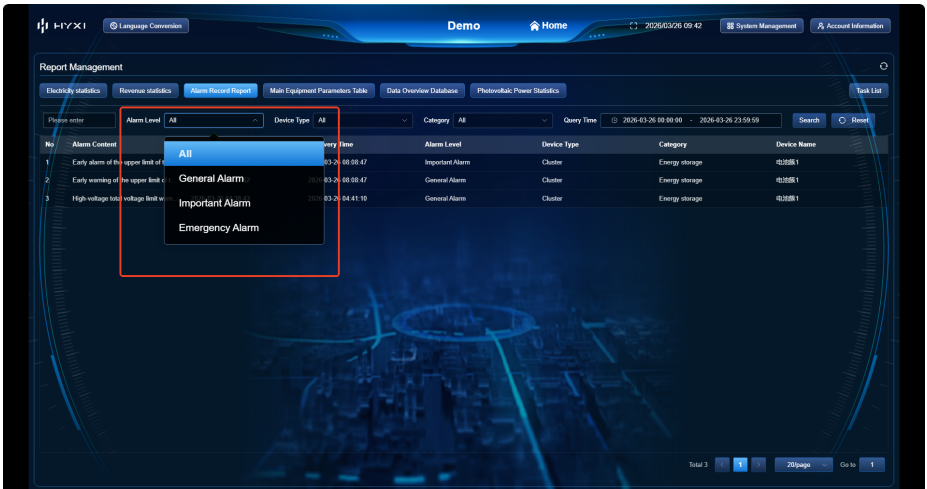 HYXI Language Conversion Demo Home 2026/03/26 09:42 System Management Account Information
Report Management
Electricity statistics Revenue statistics Alarm Record Report Main Equipment Parameters Table Data Overview Database Photovoltaic Power Statistics Task List
Please enter Alarm Level All Device Type All Category All Query Time 2026-03-26 00:00:00 - 2026-03-26 23:59:59 Search Reset
No Alarm Content very Time Alarm Level Device Type Category Device Name
1 Early alarm of the upper limit of t 03-26 08:08:47 Important Alarm Cluster Energy storage 电池簇1
2 Early warning of the upper limit of t 2026-03-26 08:08:47 General Alarm Cluster Energy storage 电池簇1
3 High-voltage total voltage limit warn 2026-03-26 04:41:10 General Alarm Cluster Energy storage 电池簇1
All
General Alarm
Important Alarm
Emergency Alarm
Total 3 1 20/page Go to 1